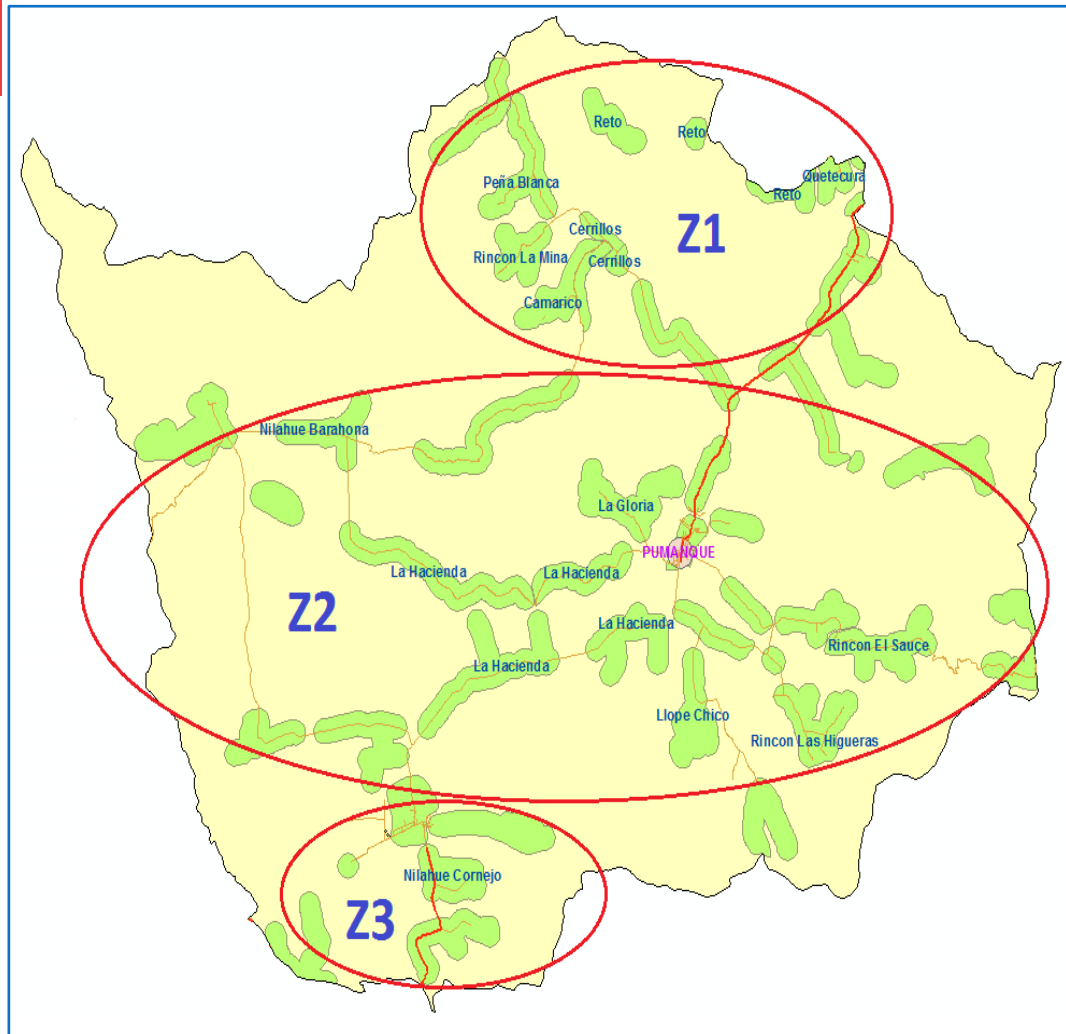 Reto
Reto
Quetecura
Peña Blanca
Reto
Z1
Cerrillos
Rincon La Mina
Cerrillos
Camarico
Nilahue Barahona
La Gloria
PUMANQUE
La Hacienda
La Hacienda
Z2
La Hacienda
Rincon El Sauce
La Hacienda
Llope Chico
Rincon Las Higueras
Nilahue Cornejo
Z3